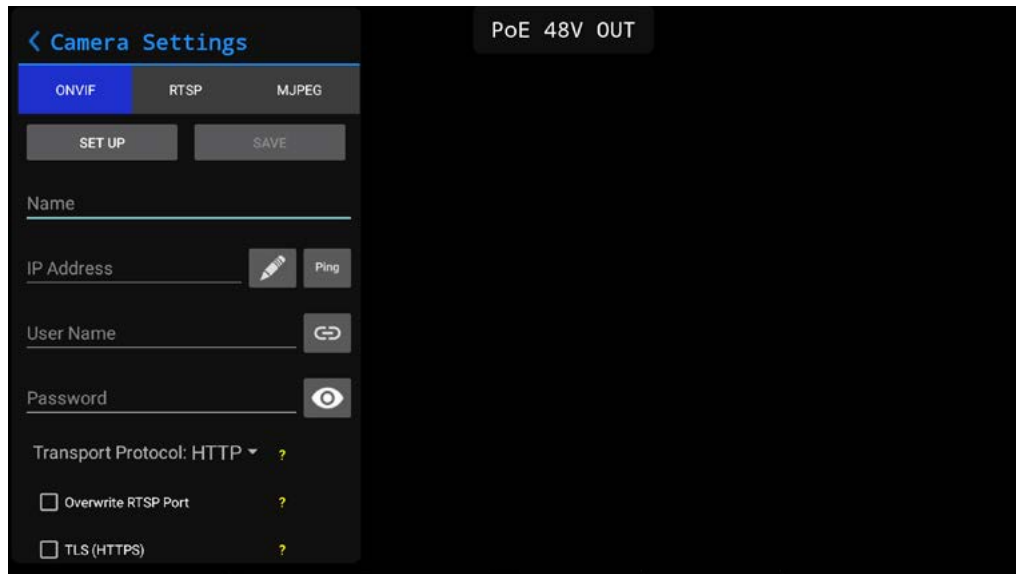 Camera Settings
PoE 48V OUT
ONVIF RTSP MJPEG
SET UP SAVE
Name
IP Address Ping
User Name
Password
Transport Protocol: HTTP ?
Overwrite RTSP Port ?
TLS (HTTPS) ?